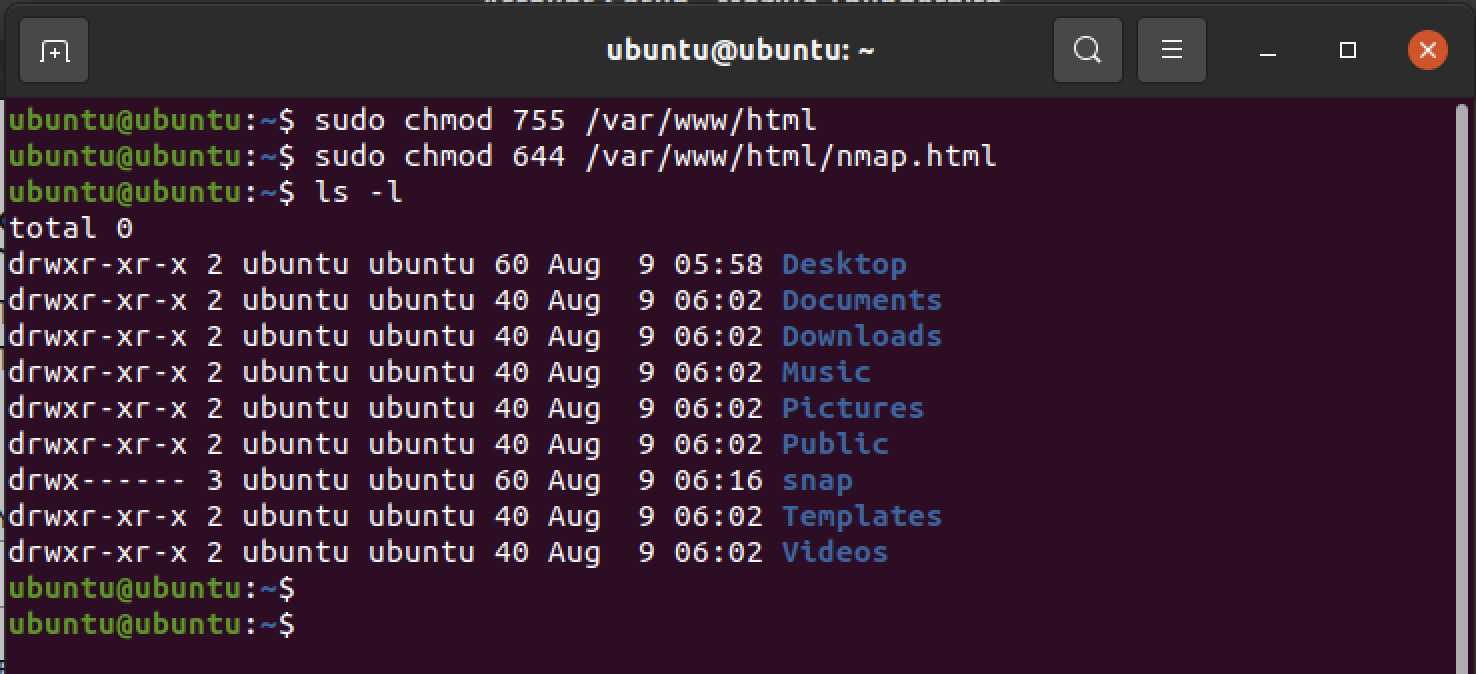 ubuntu@ubuntu: ~
ubuntu@ubuntu:~$ sudo chmod 755 /var/www/html
ubuntu@ubuntu:~$ sudo chmod 644 /var/www/html/nmap.html
ubuntu@ubuntu:~$ ls -l
total 0
drwxr-xr-x 2 ubuntu ubuntu 60 Aug  9 05:58 Desktop
drwxr-xr-x 2 ubuntu ubuntu 40 Aug  9 06:02 Documents
drwxr-xr-x 2 ubuntu ubuntu 40 Aug  9 06:02 Downloads
drwxr-xr-x 2 ubuntu ubuntu 40 Aug  9 06:02 Music
drwxr-xr-x 2 ubuntu ubuntu 40 Aug  9 06:02 Pictures
drwxr-xr-x 2 ubuntu ubuntu 40 Aug  9 06:02 Public
drwx------ 3 ubuntu ubuntu 60 Aug  9 06:16 snap
drwxr-xr-x 2 ubuntu ubuntu 40 Aug  9 06:02 Templates
drwxr-xr-x 2 ubuntu ubuntu 40 Aug  9 06:02 Videos
ubuntu@ubuntu:~$
ubuntu@ubuntu:~$